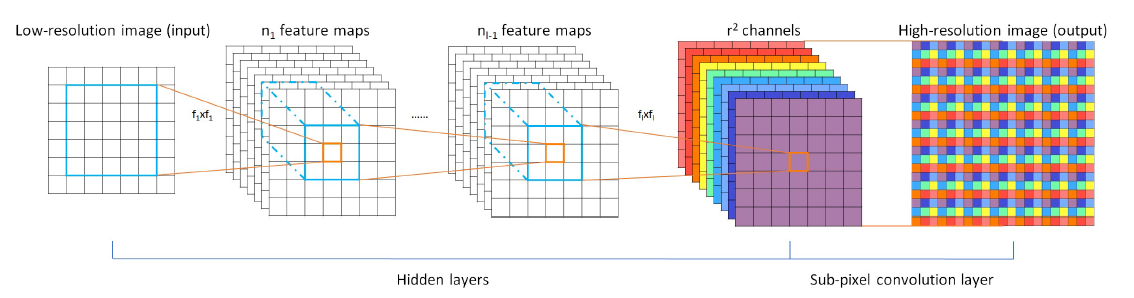 Low-resolution image (input)
n₁ feature maps
nₗ₋₁ feature maps
r² channels
High-resolution image (output)
f₁xf₁
......
fₗxfₗ
Hidden layers
Sub-pixel convolution layer